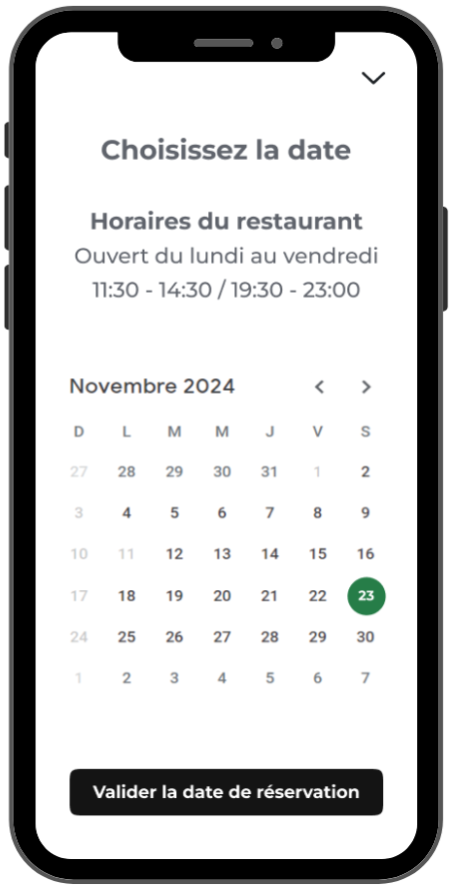 Choisissez la date
Horaires du restaurant
Ouvert du lundi au vendredi
11:30 - 14:30 / 19:30 - 23:00
Novembre 2024 < >
D L M M J V S
27 28 29 30 31 1 2
3 4 5 6 7 8 9
10 11 12 13 14 15 16
17 18 19 20 21 22 23
24 25 26 27 28 29 30
1 2 3 4 5 6 7
Valider la date de réservation